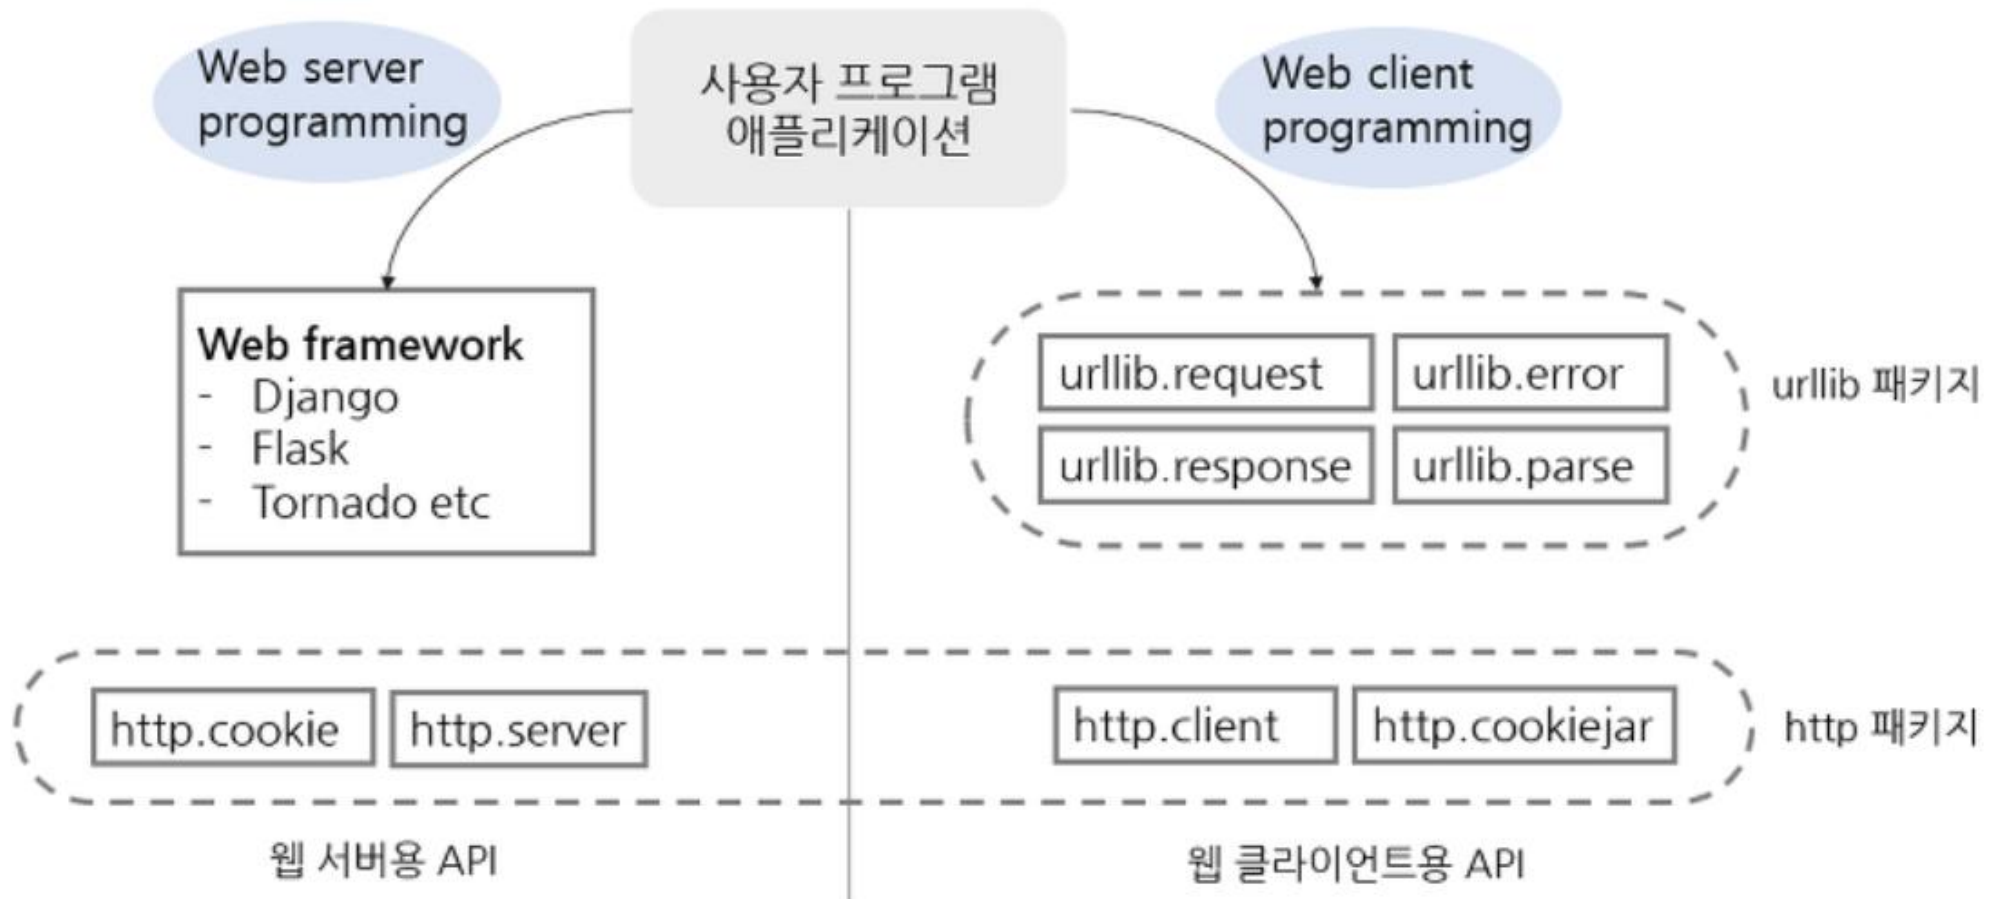 Web server
programming
사용자 프로그램
애플리케이션
Web client
programming
Web framework
- Django
- Flask
- Tornado etc
urllib.request
urllib.error
urllib.response
urllib.parse
urllib 패키지
http.cookie
http.server
http.client
http.cookiejar
http 패키지
웹 서버용 API
웹 클라이언트용 API